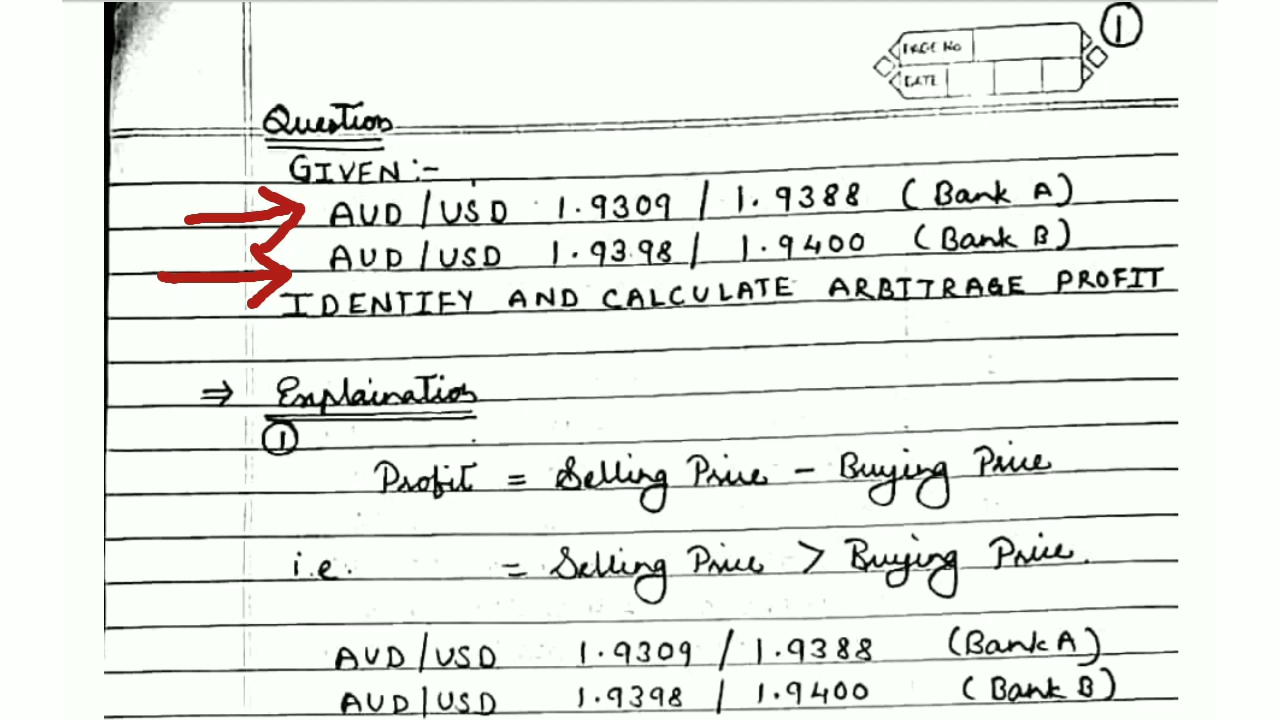 1
PAGE No
DATE
Question
GIVEN :-
AUD / USD 1.9309 / 1.9388 ( Bank A )
AUD / USD 1.9398 / 1.9400 ( Bank B )
IDENTIFY AND CALCULATE ARBITRAGE PROFIT
⇒ Explaination
1
Profit = Selling Price - Buying Price
i.e. = Selling Price > Buying Price.
AUD / USD 1.9309 / 1.9388 (Bank A)
AUD / USD 1.9398 / 1.9400 ( Bank B )